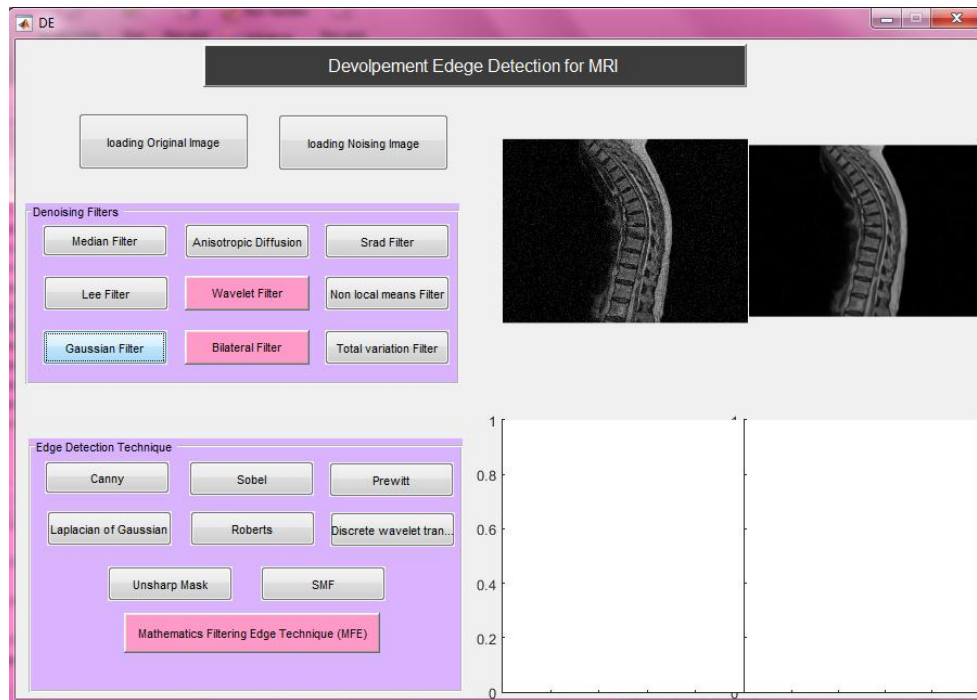 DE
Devolpement Edege Detection for MRI
loading Original Image
loading Noising Image
Denoising Filters
Median Filter
Anisotropic Diffusion
Srad Filter
Lee Filter
Wavelet Filter
Non local means Filter
Gaussian Filter
Bilateral Filter
Total variation Filter
Edge Detection Technique
Canny
Sobel
Prewitt
Laplacian of Gaussian
Roberts
Discrete wavelet tran...
Unsharp Mask
SMF
Mathematics Filtering Edge Technique (MFE)
1
0.8
0.6
0.4
0.2
0